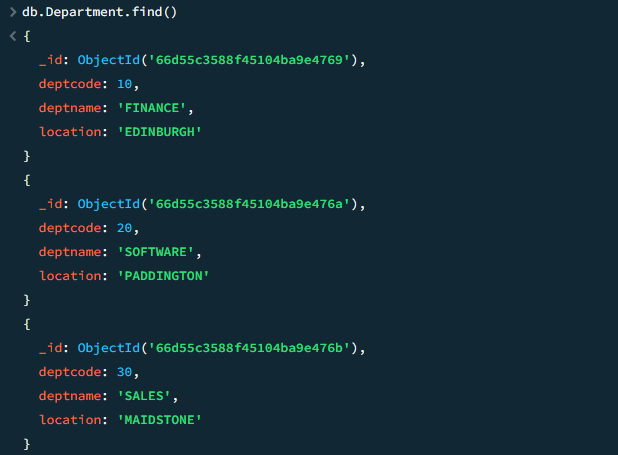 > db.Department.find()
< {
_id: ObjectId('66d55c3588f45104ba9e4769'),
deptcode: 10,
deptname: 'FINANCE',
location: 'EDINBURGH'
}
{
_id: ObjectId('66d55c3588f45104ba9e476a'),
deptcode: 20,
deptname: 'SOFTWARE',
location: 'PADDINGTON'
}
{
_id: ObjectId('66d55c3588f45104ba9e476b'),
deptcode: 30,
deptname: 'SALES',
location: 'MAIDSTONE'
}